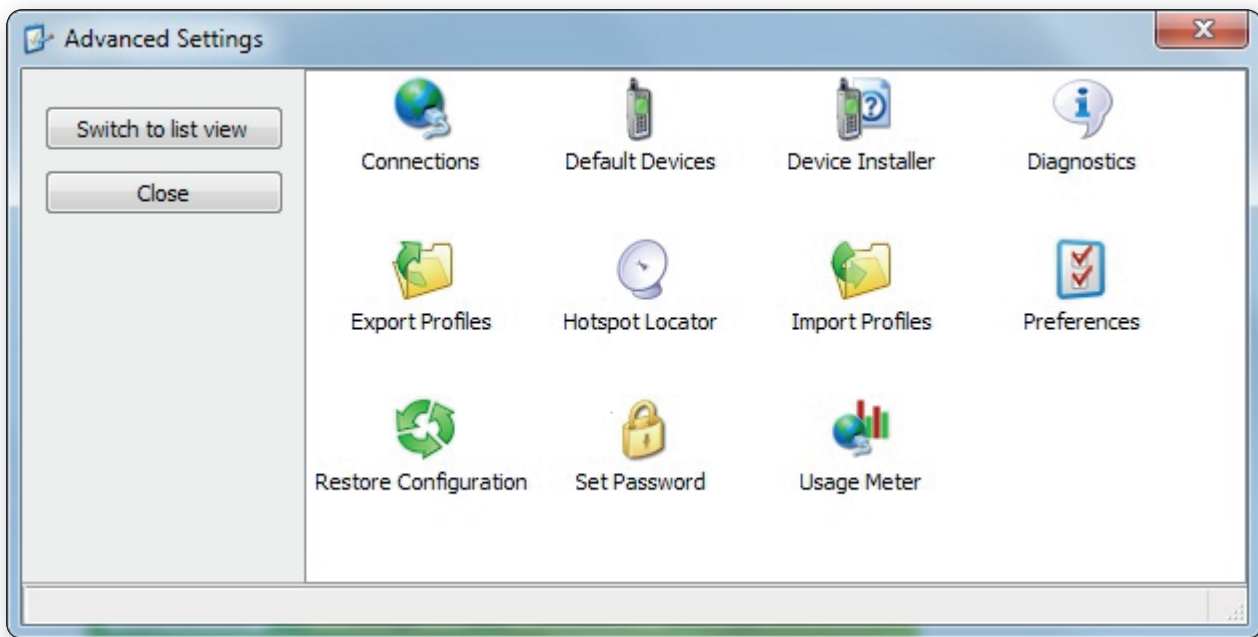 Advanced Settings
Switch to list view
Close
Connections
Default Devices
Device Installer
Diagnostics
Export Profiles
Hotspot Locator
Import Profiles
Preferences
Restore Configuration
Set Password
Usage Meter